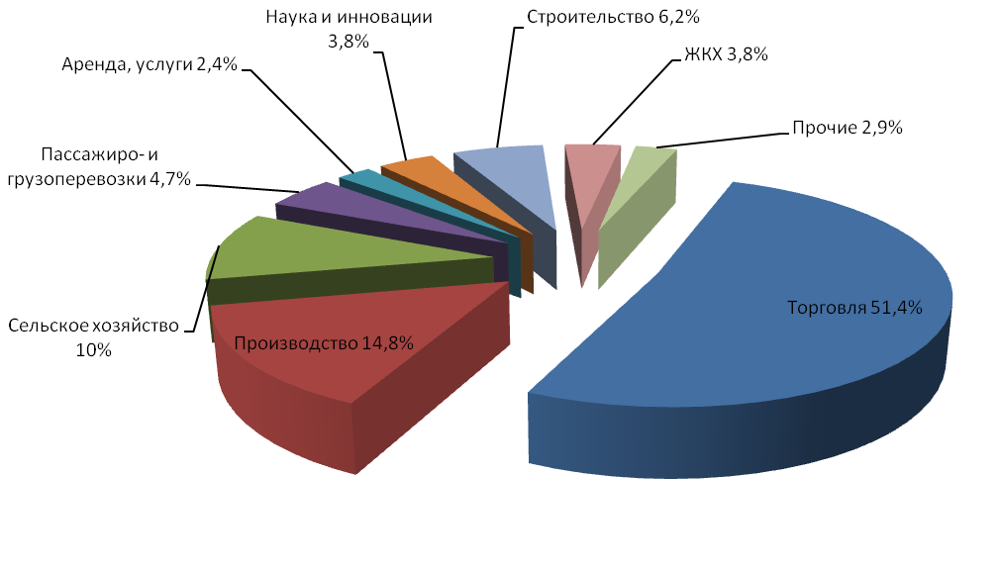 Наука и инновации
3,8%
Строительство 6,2%
Аренда, услуги 2,4%
ЖКХ 3,8%
Прочие 2,9%
Пассажиро- и
грузоперевозки 4,7%
Торговля 51,4%
Сельское хозяйство
10%
Производство 14,8%